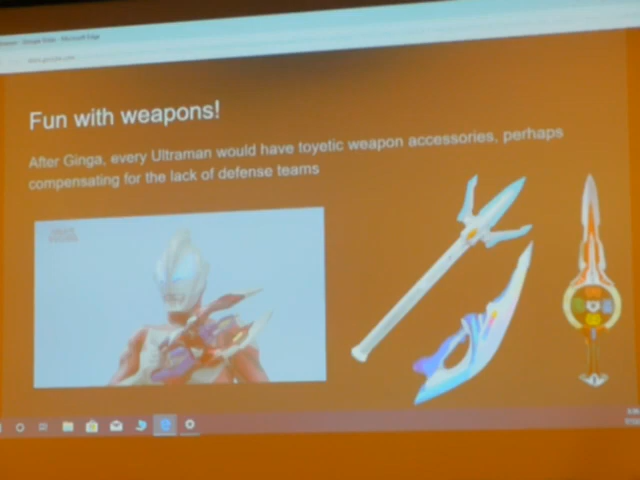 Fun with weapons!
After Ginga, every Ultraman would have toyetic weapon accessories, perhaps
compensating for the lack of defense teams